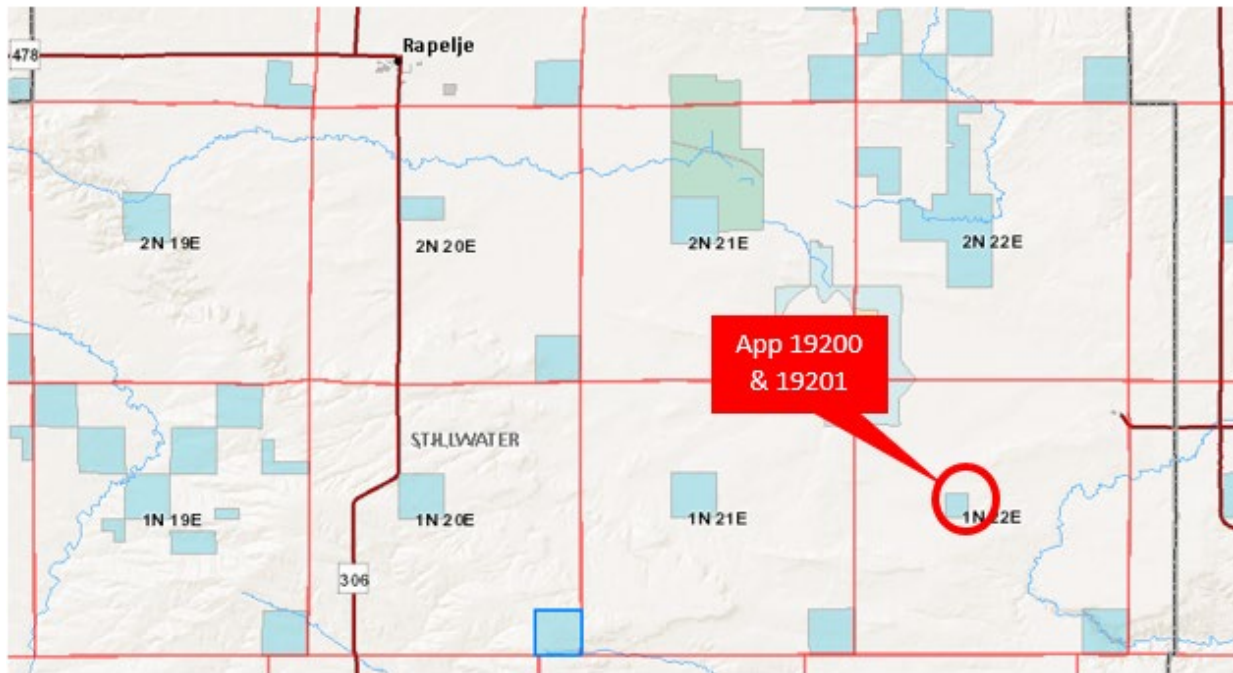 Rapelje
478
2N 19E
2N 20E
2N 21E
2N 22E
App 19200
& 19201
STILLWATER
1N 19E
1N 20E
1N 21E
1N 22E
306